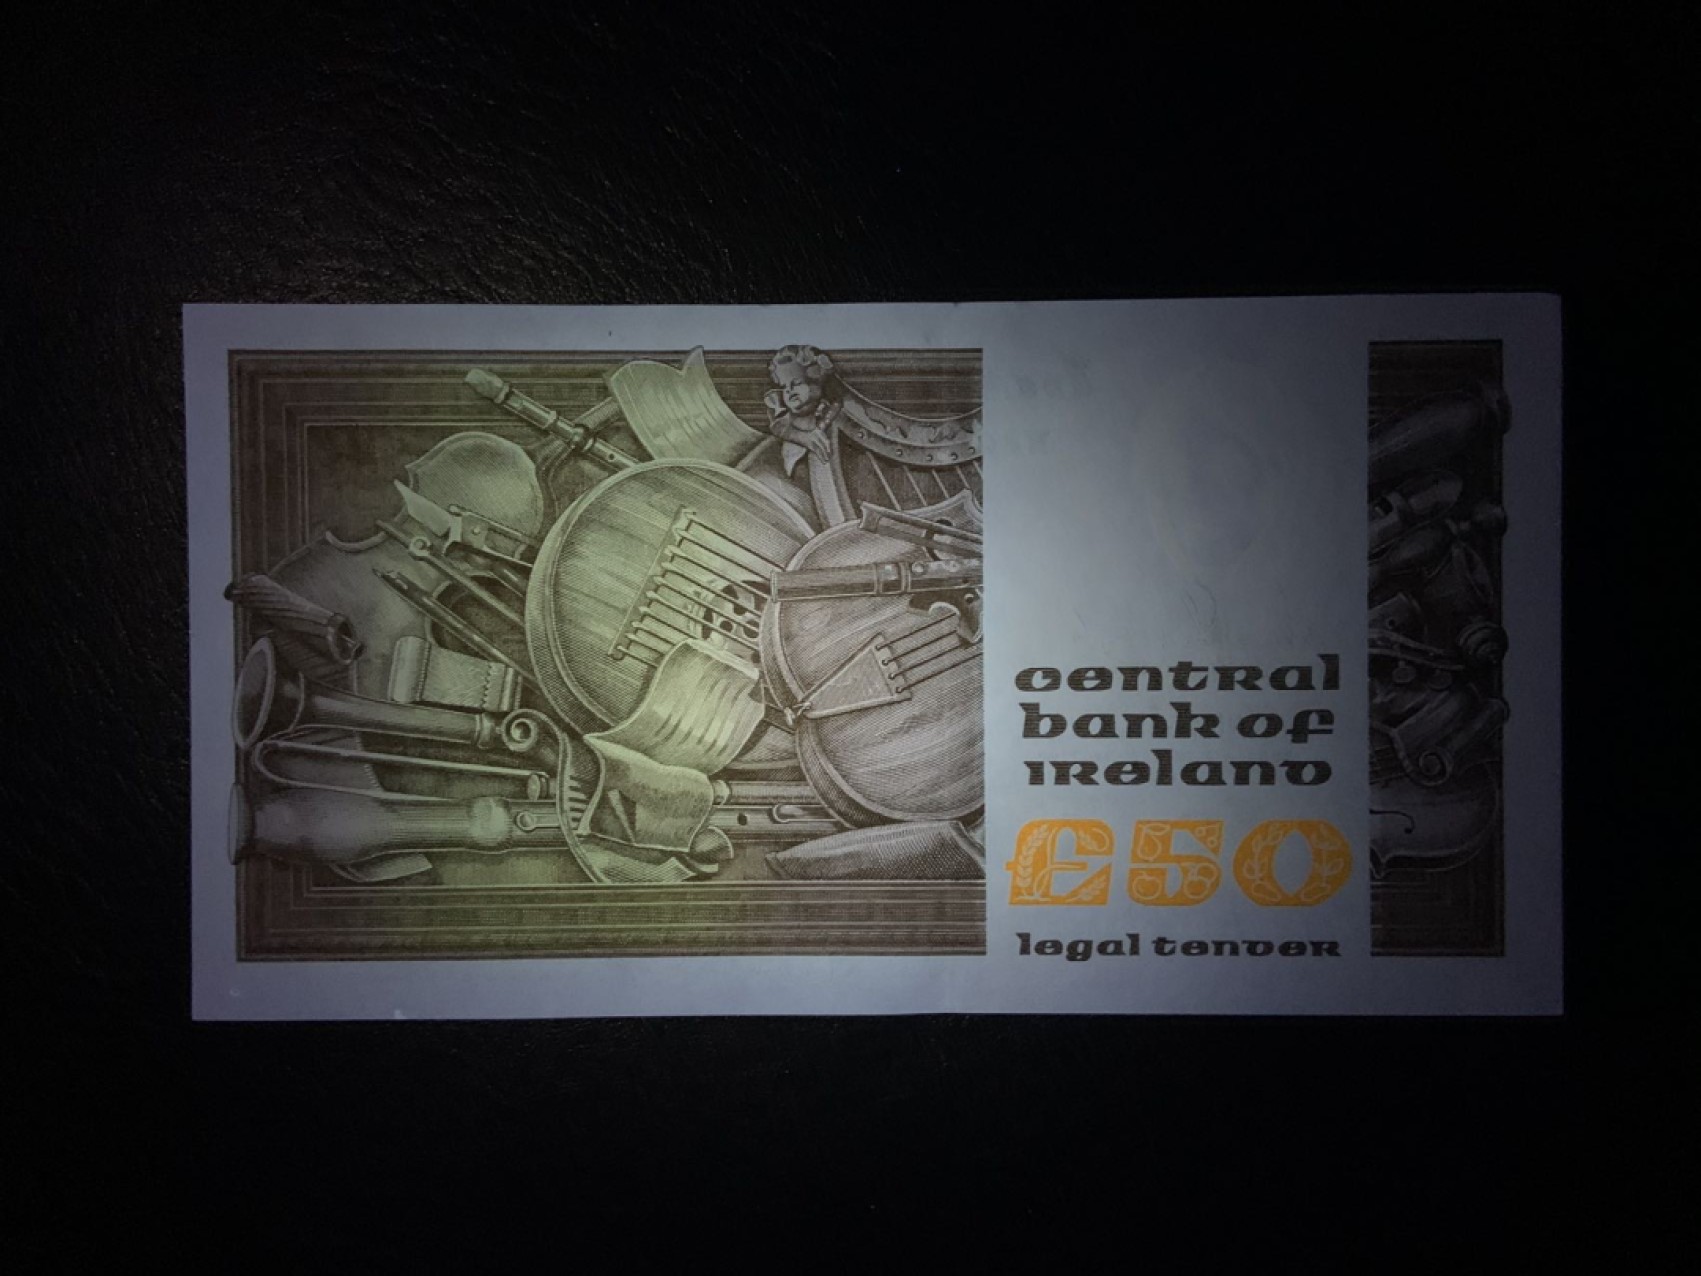 central
bank of
ireland
£50
legal tender